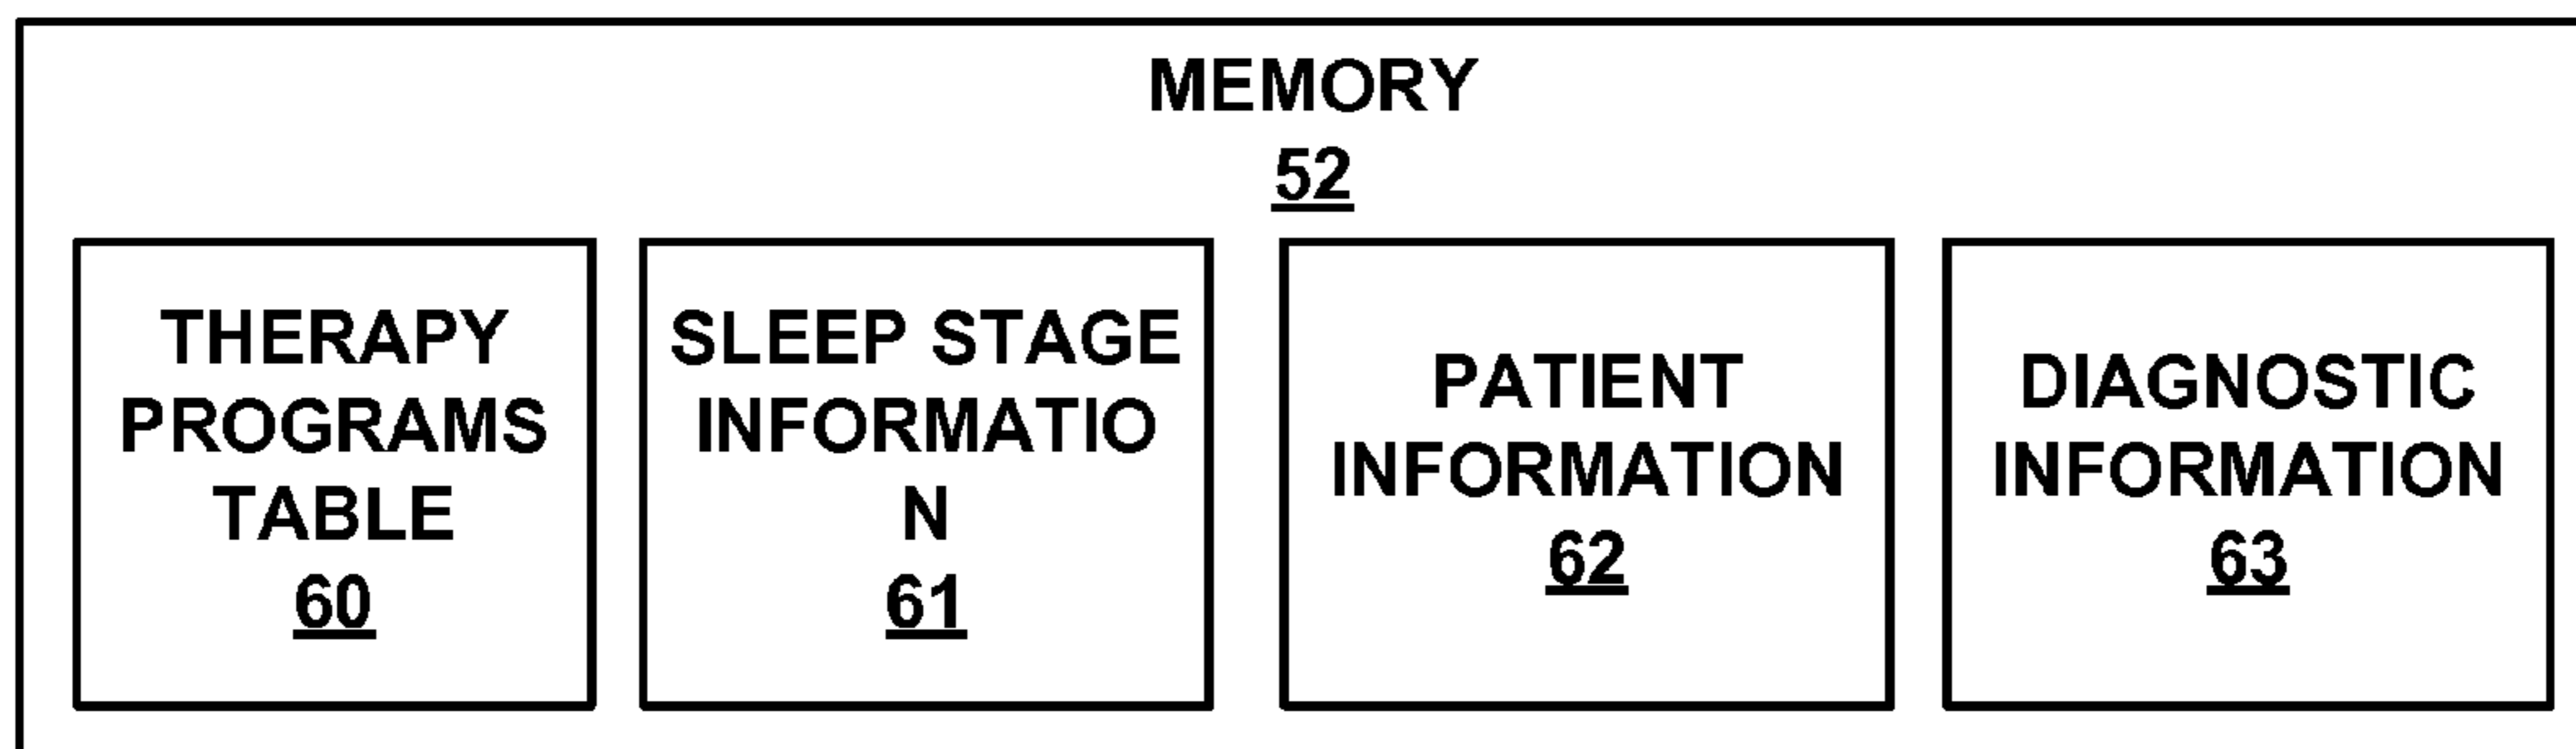 MEMORY
52
THERAPY
PROGRAMS
TABLE
60
SLEEP STAGE
INFORMATIO
N
61
PATIENT
INFORMATION
62
DIAGNOSTIC
INFORMATION
63